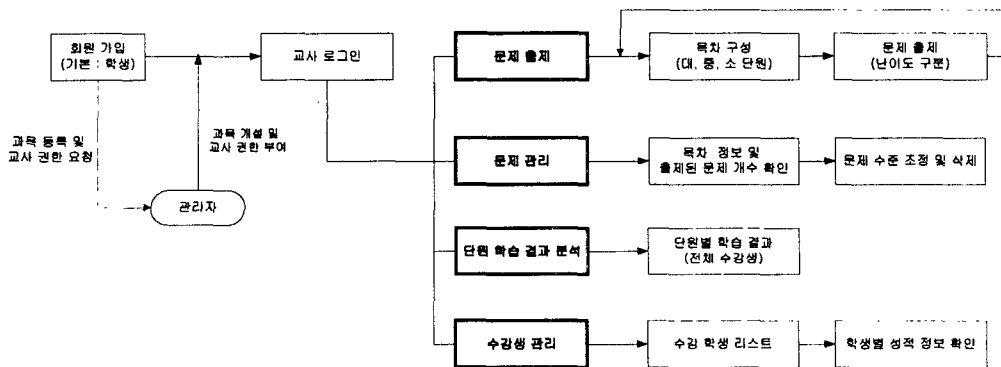 회원 가입
(기본 : 학생)
교사 로그인
문제 출제
목차 구성
(대, 중, 소 단원)
문제 출제
(난이도 구분)
과목 등록 및
교사 권한 요청
과목 개설 및
교사 권한 부여
관리자
문제 관리
목차 정보 및
출제된 문제 개수 확인
문제 수준 조정 및 삭제
단원 학습 결과 분석
단원별 학습 결과
(전체 수강생)
수강생 관리
수강 학생 리스트
학생별 성적 정보 확인